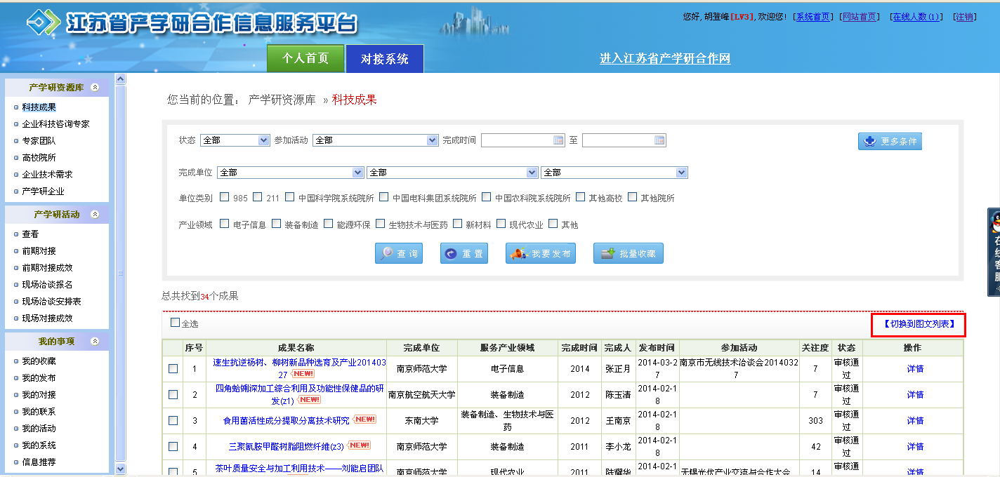 江苏省产学研合作信息服务平台
您好, 胡登峰[LV3], 欢迎您! [系统首页] [网站首页] [在线人数(1)] [注销]
个人首页
对接系统
进入江苏省产学研合作网
产学研资源库
科技成果
企业科技咨询专家
专家团队
高校院所
企业技术需求
产学研企业
产学研活动
查看
前期对接
前期对接成效
现场洽谈报名
现场洽谈安排表
现场对接成效
我的事项
我的收藏
我的发布
我的对接
我的联系
我的活动
我的系统
信息推荐
您当前的位置： 产学研资源库 » 科技成果
状态 全部 参加活动 全部 完成时间 至 更多条件
完成单位 全部 全部 全部
单位类别 985 211 中国科学院系统院所 中国电科集团系统院所 中国农科院系统院所 其他高校 其他院所
产业领域 电子信息 装备制造 能源环保 生物技术与医药 新材料 现代农业 其他
查 询 重 置 我要发布 批量收藏
总共找到34个成果
全选 【切换到图文列表】
序号 成果名称 完成单位 服务产业领域 完成时间 完成人 发布时间 参加活动 关注度 状态 操作
1 速生抗逆杨树、柳树新品种选育及产业201403 27 NEW! 南京师范大学 电子信息 2014 张正月 2014-03-2 7 南京市无线技术洽谈会2014032 7 7 审核通 过 详情
2 四角蛤蜊深加工综合利用及功能性保健品的研 发(z1) NEW! 南京航空航天大学 装备制造 2012 陈玉清 2014-02-1 8 7 审核通 过 详情
3 食用菌活性成分提取分离技术研究 NEW! 东南大学 装备制造、生物技术与医 药 2012 王南京 2014-02-1 8 303 审核通 过 详情
4 三聚氰胺甲醛树脂阻燃纤维(z3) NEW! 南京师范大学 装备制造 2011 李小龙 2014-02-1 8 42 审核通 过 详情
5 茶叶质量安全与加工利用技术——刘能启团队 南京师范大学 现代农业 2011 陆耀华 2014-02-1 无锡光伏产业交流与合作大会 14 审核通 详情
在
线
客
服